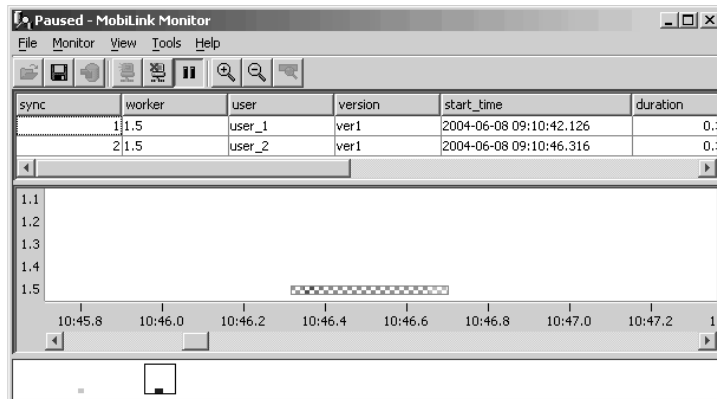 Paused - MobiLink Monitor
File Monitor View Tools Help
sync worker user version start_time duration
1 1.5 user_1 ver1 2004-06-08 09:10:42.126 0.
2 1.5 user_2 ver1 2004-06-08 09:10:46.316 0.
1.1
1.2
1.3
1.4
1.5
10:45.8 10:46.0 10:46.2 10:46.4 10:46.6 10:46.8 10:47.0 10:47.2 1